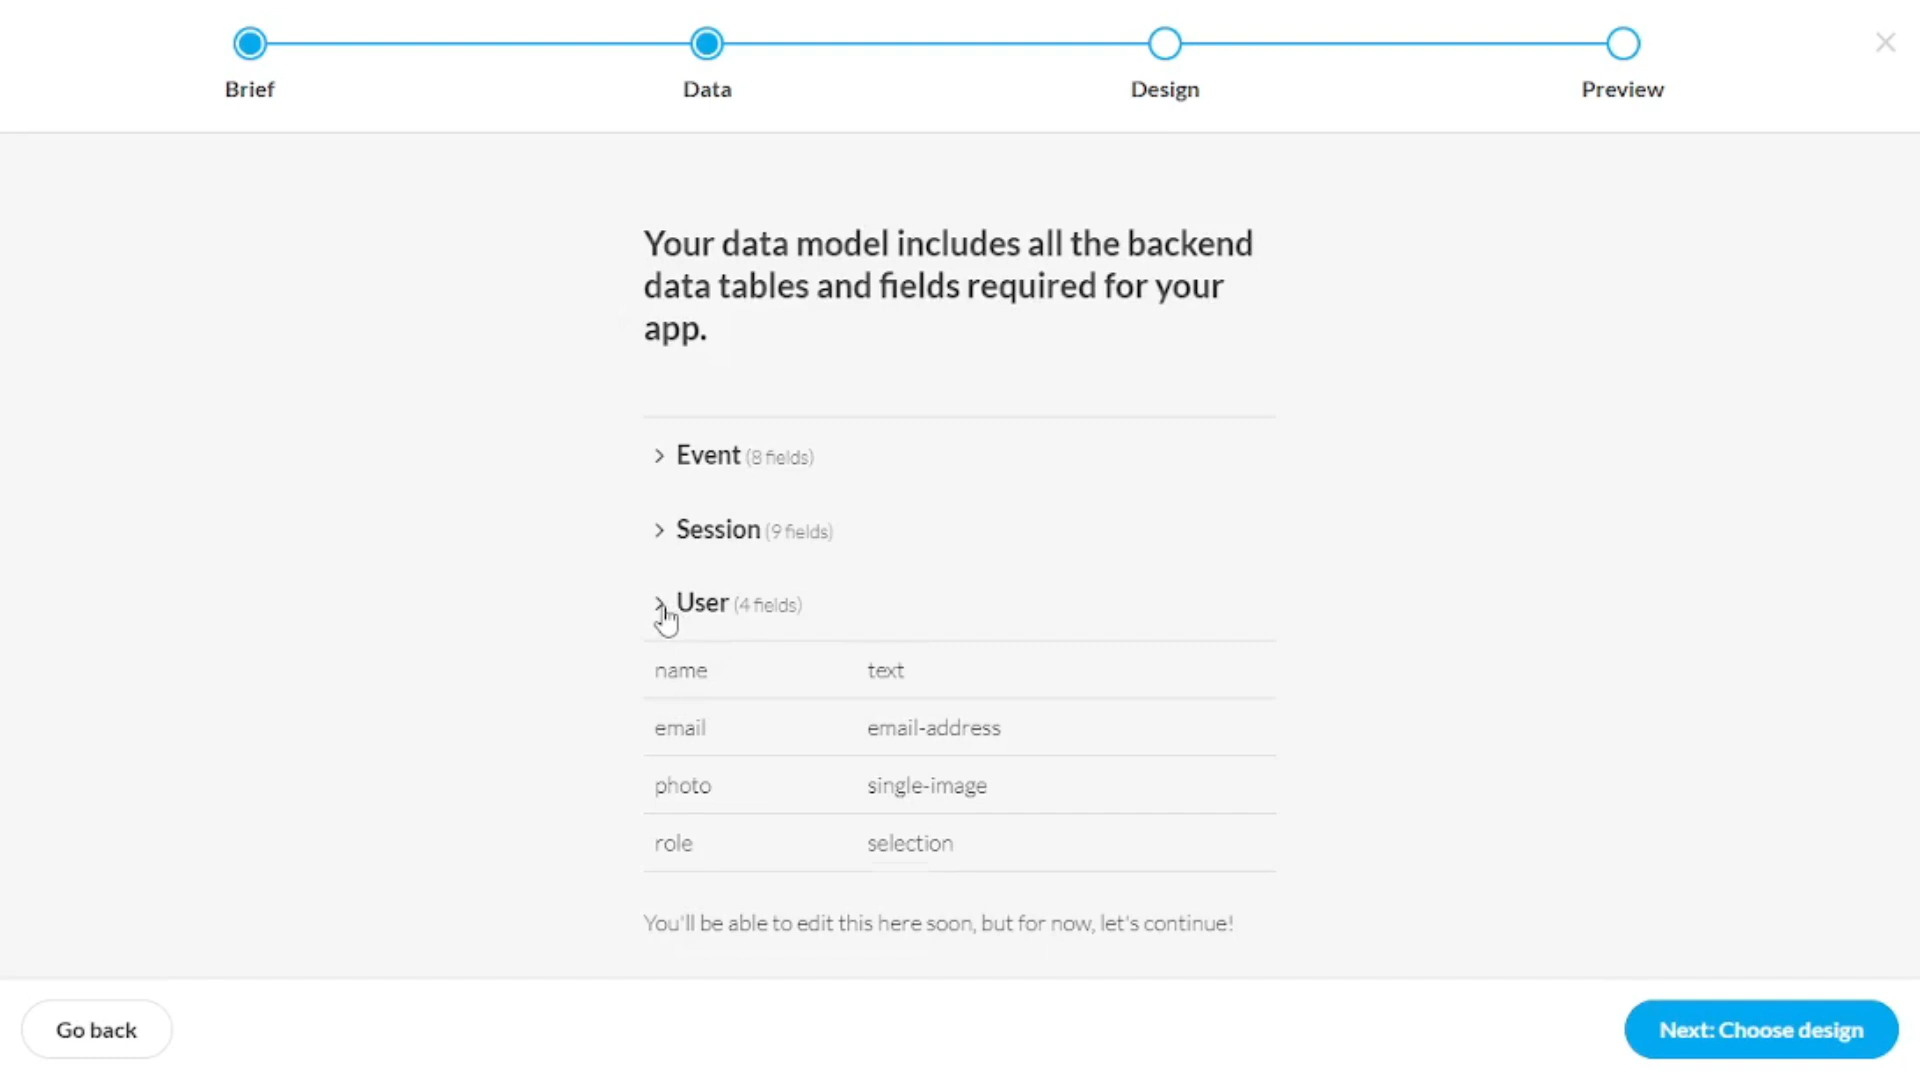 Brief
Data
Design
Preview
Your data model includes all the backend
data tables and fields required for your
app.
Event (8 fields)
Session (9 fields)
User (4 fields)
name text
email email-address
photo single-image
role selection
You'll be able to edit this here soon, but for now, let's continue!
Go back
Next: Choose design